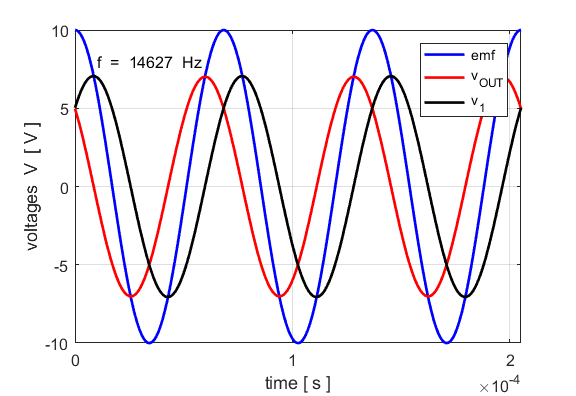 f = 14627 Hz
emf
vOUT
v1
10
5
0
-5
-10
voltages V [ V ]
0
1
2
time [ s ]
×10-4